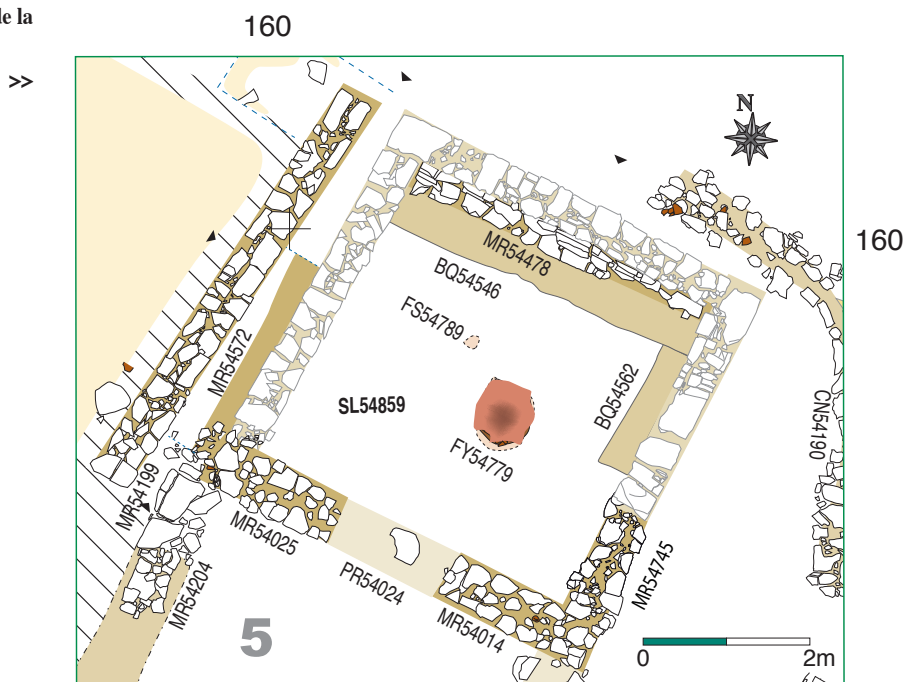 de la
>>
160
N
160
MR54478
BQ54546
FS54789
MR54572
SL54859
BQ54562
FY54779
CN54190
MR54199
MR54025
MR54204
PR54024
MR54014
MR54745
5
0 2m